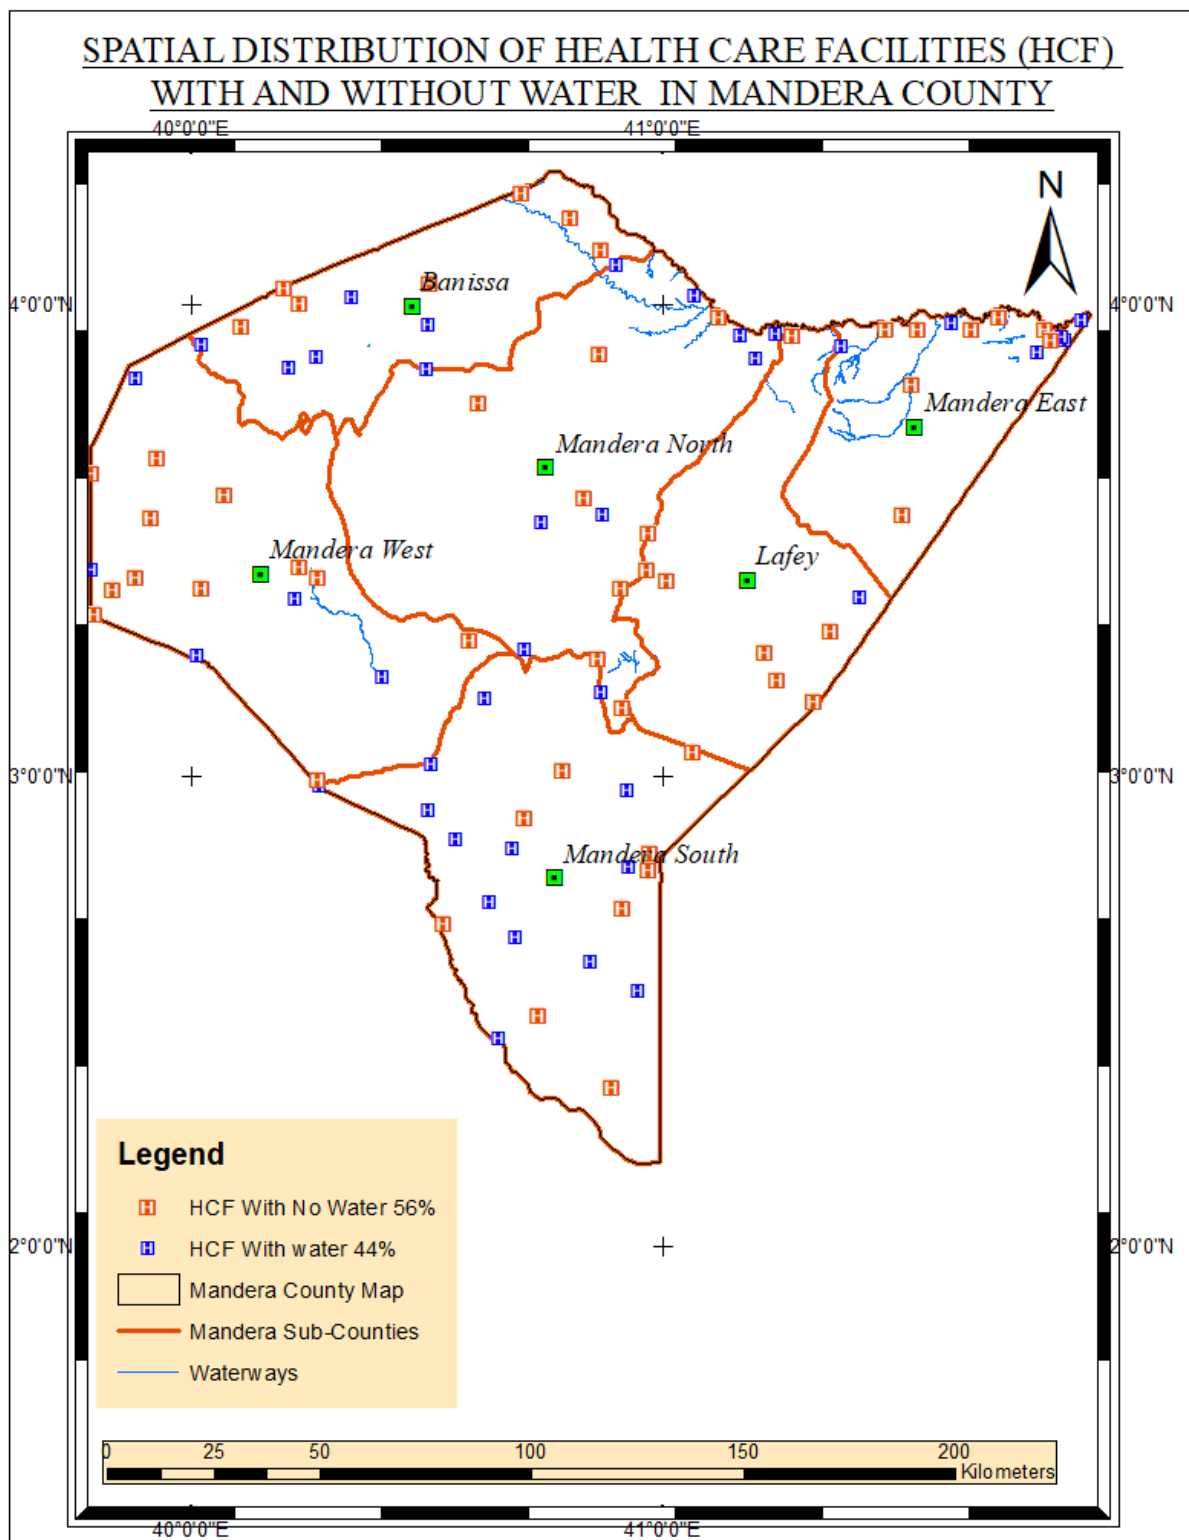 SPATIAL DISTRIBUTION OF HEALTH CARE FACILITIES (HCF)
WITH AND WITHOUT WATER IN MANDERA COUNTY
40°0'0"E 41°0'0"E
N
Banissa
4°0'0"N 4°0'0"N
Mandera East
Mandera North
Mandera West
Lafey
3°0'0"N 3°0'0"N
Mandera South
Legend
H HCF With No Water 56%
H HCF With water 44%
2°0'0"N 2°0'0"N
Mandera County Map
Mandera Sub-Counties
Waterways
0 25 50 100 150 200
Kilometers
40°0'0"E 41°0'0"E